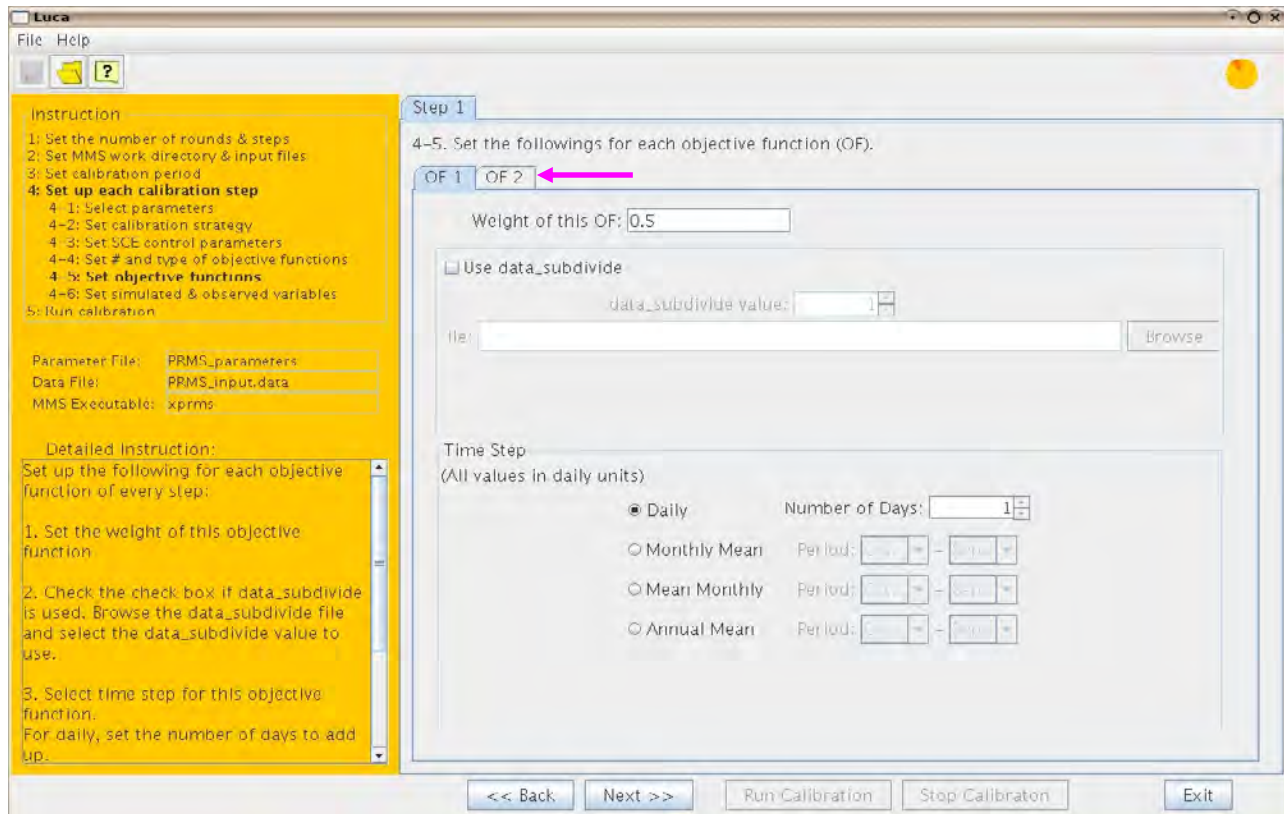 Luca
File Help
?
Instruction
1: Set the number of rounds & steps
2: Set MMS work directory & input files
3: Set calibration period
4: Set up each calibration step
4-1: Select parameters
4-2: Set calibration strategy
4-3: Set SCE control parameters
4-4: Set # and type of objective functions
4-5: Set objective functions
4-6: Set simulated & observed variables
5: Run calibration
Parameter File: PRMS_parameters
Data File: PRMS_input.data
MMS Executable: xprms
Detailed Instruction:
Set up the following for each objective
function of every step:
1. Set the weight of this objective
function
2. Check the check box if data_subdivide
is used. Browse the data_subdivide file
and select the data_subdivide value to
use.
3. Select time step for this objective
function.
For daily, set the number of days to add
up.
Step 1
4-5. Set the followings for each objective function (OF).
OF 1 OF 2
Weight of this OF: 0.5
Use data_subdivide
data_subdivide value: 1
file: Browse
Time Step
(All values in daily units)
Daily Number of Days: 1
Monthly Mean Period: -
Mean Monthly Period: -
Annual Mean Period: -
<< Back Next >> Run Calibration Stop Calibraton Exit